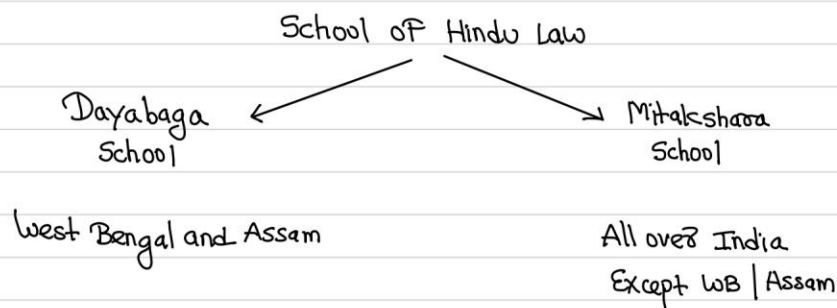 School of Hindu Law
Dayabaga
School
Mitakshara
School
West Bengal and Assam
All over India
Except WB | Assam